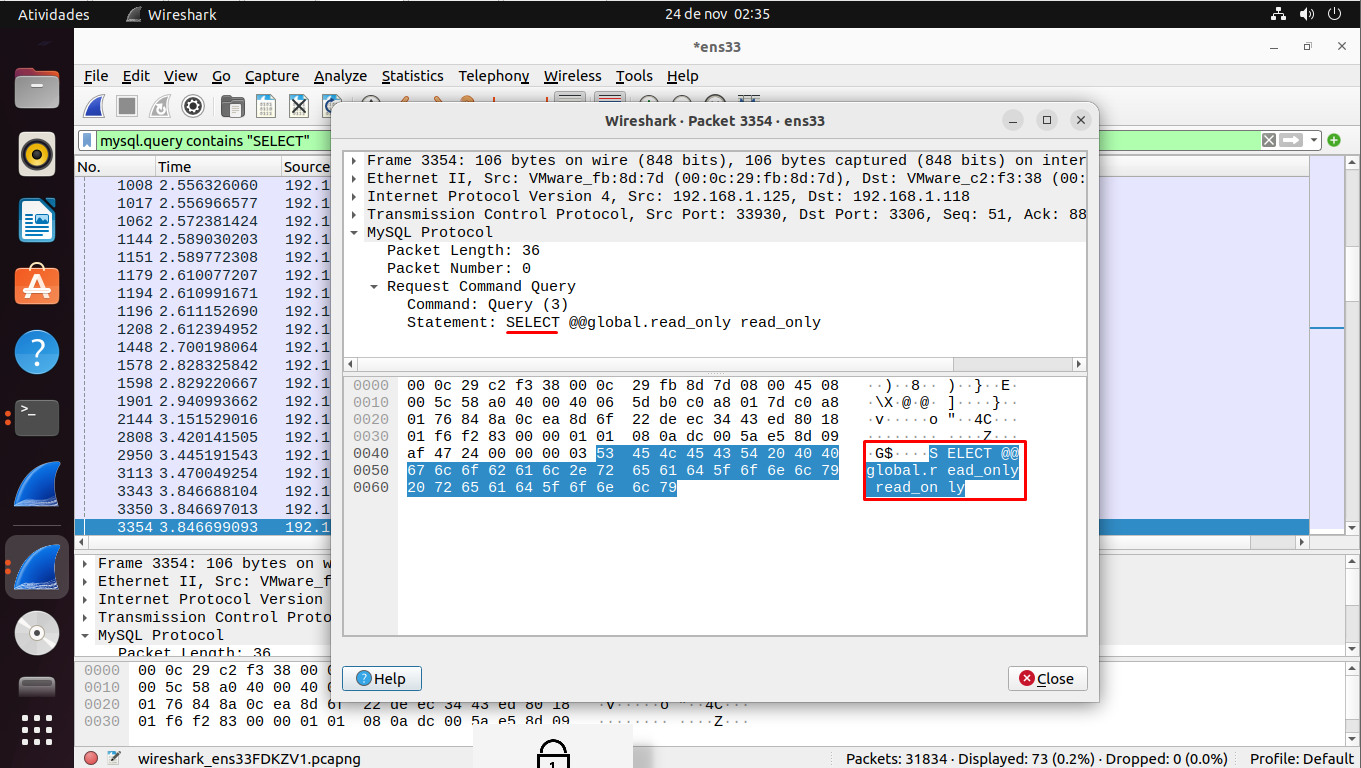 Atividades
Wireshark
24 de nov 02:35
*ens33
File Edit View Go Capture Analyze Statistics Telephony Wireless Tools Help
mysql.query contains "SELECT"
No. Time Source
1008 2.556326060 192.1
1017 2.556966577 192.1
1062 2.572381424 192.1
1144 2.589030203 192.1
1151 2.589772308 192.1
1179 2.610077207 192.1
1194 2.610991671 192.1
1196 2.611152690 192.1
1208 2.612394952 192.1
1448 2.700198064 192.1
1578 2.828325842 192.1
1598 2.829220667 192.1
1901 2.940993662 192.1
2144 3.151529016 192.1
2808 3.420141505 192.1
2950 3.445191543 192.1
3113 3.470049254 192.1
3343 3.846688104 192.1
3350 3.846697013 192.1
3354 3.846699093 192.1
Frame 3354: 106 bytes on w
Ethernet II, Src: VMware_f
Internet Protocol Version
Transmission Control Proto
MySQL Protocol
Packet Length: 36
0000 00 0c 29 c2 f3 38 00
0010 00 5c 58 a0 40 00 40
0020 01 76 84 8a 0c ea 8d 6f 22 de ec 34 43 ed 80 18 ·v·····o "··4C···
0030 01 f6 f2 83 00 00 01 01 08 0a dc 00 5a e5 8d 09 ········ ····Z···
Wireshark · Packet 3354 · ens33
Frame 3354: 106 bytes on wire (848 bits), 106 bytes captured (848 bits) on inter
Ethernet II, Src: VMware_fb:8d:7d (00:0c:29:fb:8d:7d), Dst: VMware_c2:f3:38 (00:
Internet Protocol Version 4, Src: 192.168.1.125, Dst: 192.168.1.118
Transmission Control Protocol, Src Port: 33930, Dst Port: 3306, Seq: 51, Ack: 88
MySQL Protocol
Packet Length: 36
Packet Number: 0
Request Command Query
Command: Query (3)
Statement: SELECT @@global.read_only read_only
0000 00 0c 29 c2 f3 38 00 0c 29 fb 8d 7d 08 00 45 08 ··)··8·· )··}··E·
0010 00 5c 58 a0 40 00 40 06 5d b0 c0 a8 01 7d c0 a8 ·\X·@·@· ]····}··
0020 01 76 84 8a 0c ea 8d 6f 22 de ec 34 43 ed 80 18 ·v·····o "··4C···
0030 01 f6 f2 83 00 00 01 01 08 0a dc 00 5a e5 8d 09 ········ ····Z···
0040 af 47 24 00 00 00 03 53 45 4c 45 43 54 20 40 40 ·G$····S ELECT @@
0050 67 6c 6f 62 61 6c 2e 72 65 61 64 5f 6f 6e 6c 79 global.r ead_only
0060 20 72 65 61 64 5f 6f 6e 6c 79 read_on ly
Help
Close
1
wireshark_ens33FDKZV1.pcapng
Packets: 31834 · Displayed: 73 (0.2%) · Dropped: 0 (0.0%)
Profile: Default